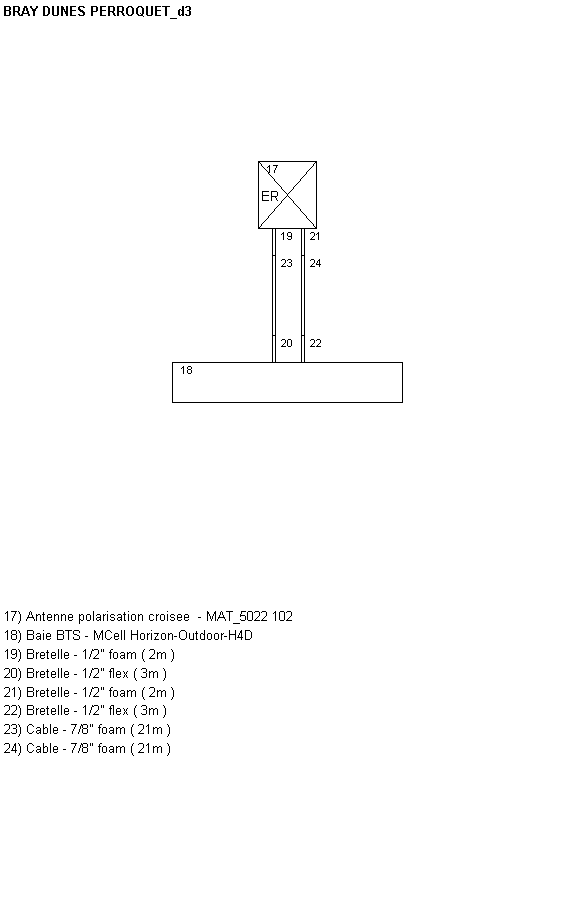 BRAY DUNES PERROQUET_d3
17
ER
19 21
23 24
20 22
18
17) Antenne polarisation croisee - MAT_5022 102
18) Baie BTS - MCell Horizon-Outdoor-H4D
19) Bretelle - 1/2" foam ( 2m )
20) Bretelle - 1/2" flex ( 3m )
21) Bretelle - 1/2" foam ( 2m )
22) Bretelle - 1/2" flex ( 3m )
23) Cable - 7/8" foam ( 21m )
24) Cable - 7/8" foam ( 21m )